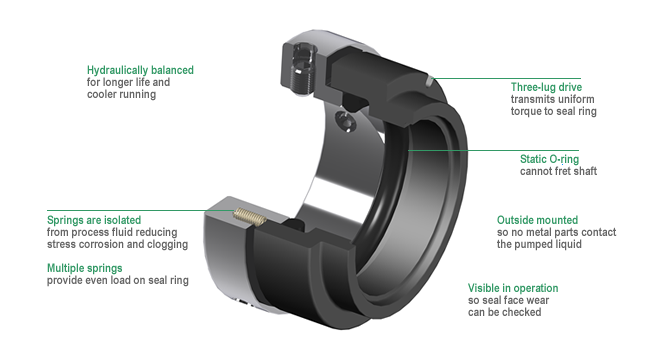 Hydraulically balanced
for longer life and
cooler running
Three-lug drive
transmits uniform
torque to seal ring
Static O-ring
cannot fret shaft
Springs are isolated
from process fluid reducing
stress corrosion and clogging
Outside mounted
so no metal parts contact
the pumped liquid
Multiple springs
provide even load on seal ring
Visible in operation
so seal face wear
can be checked